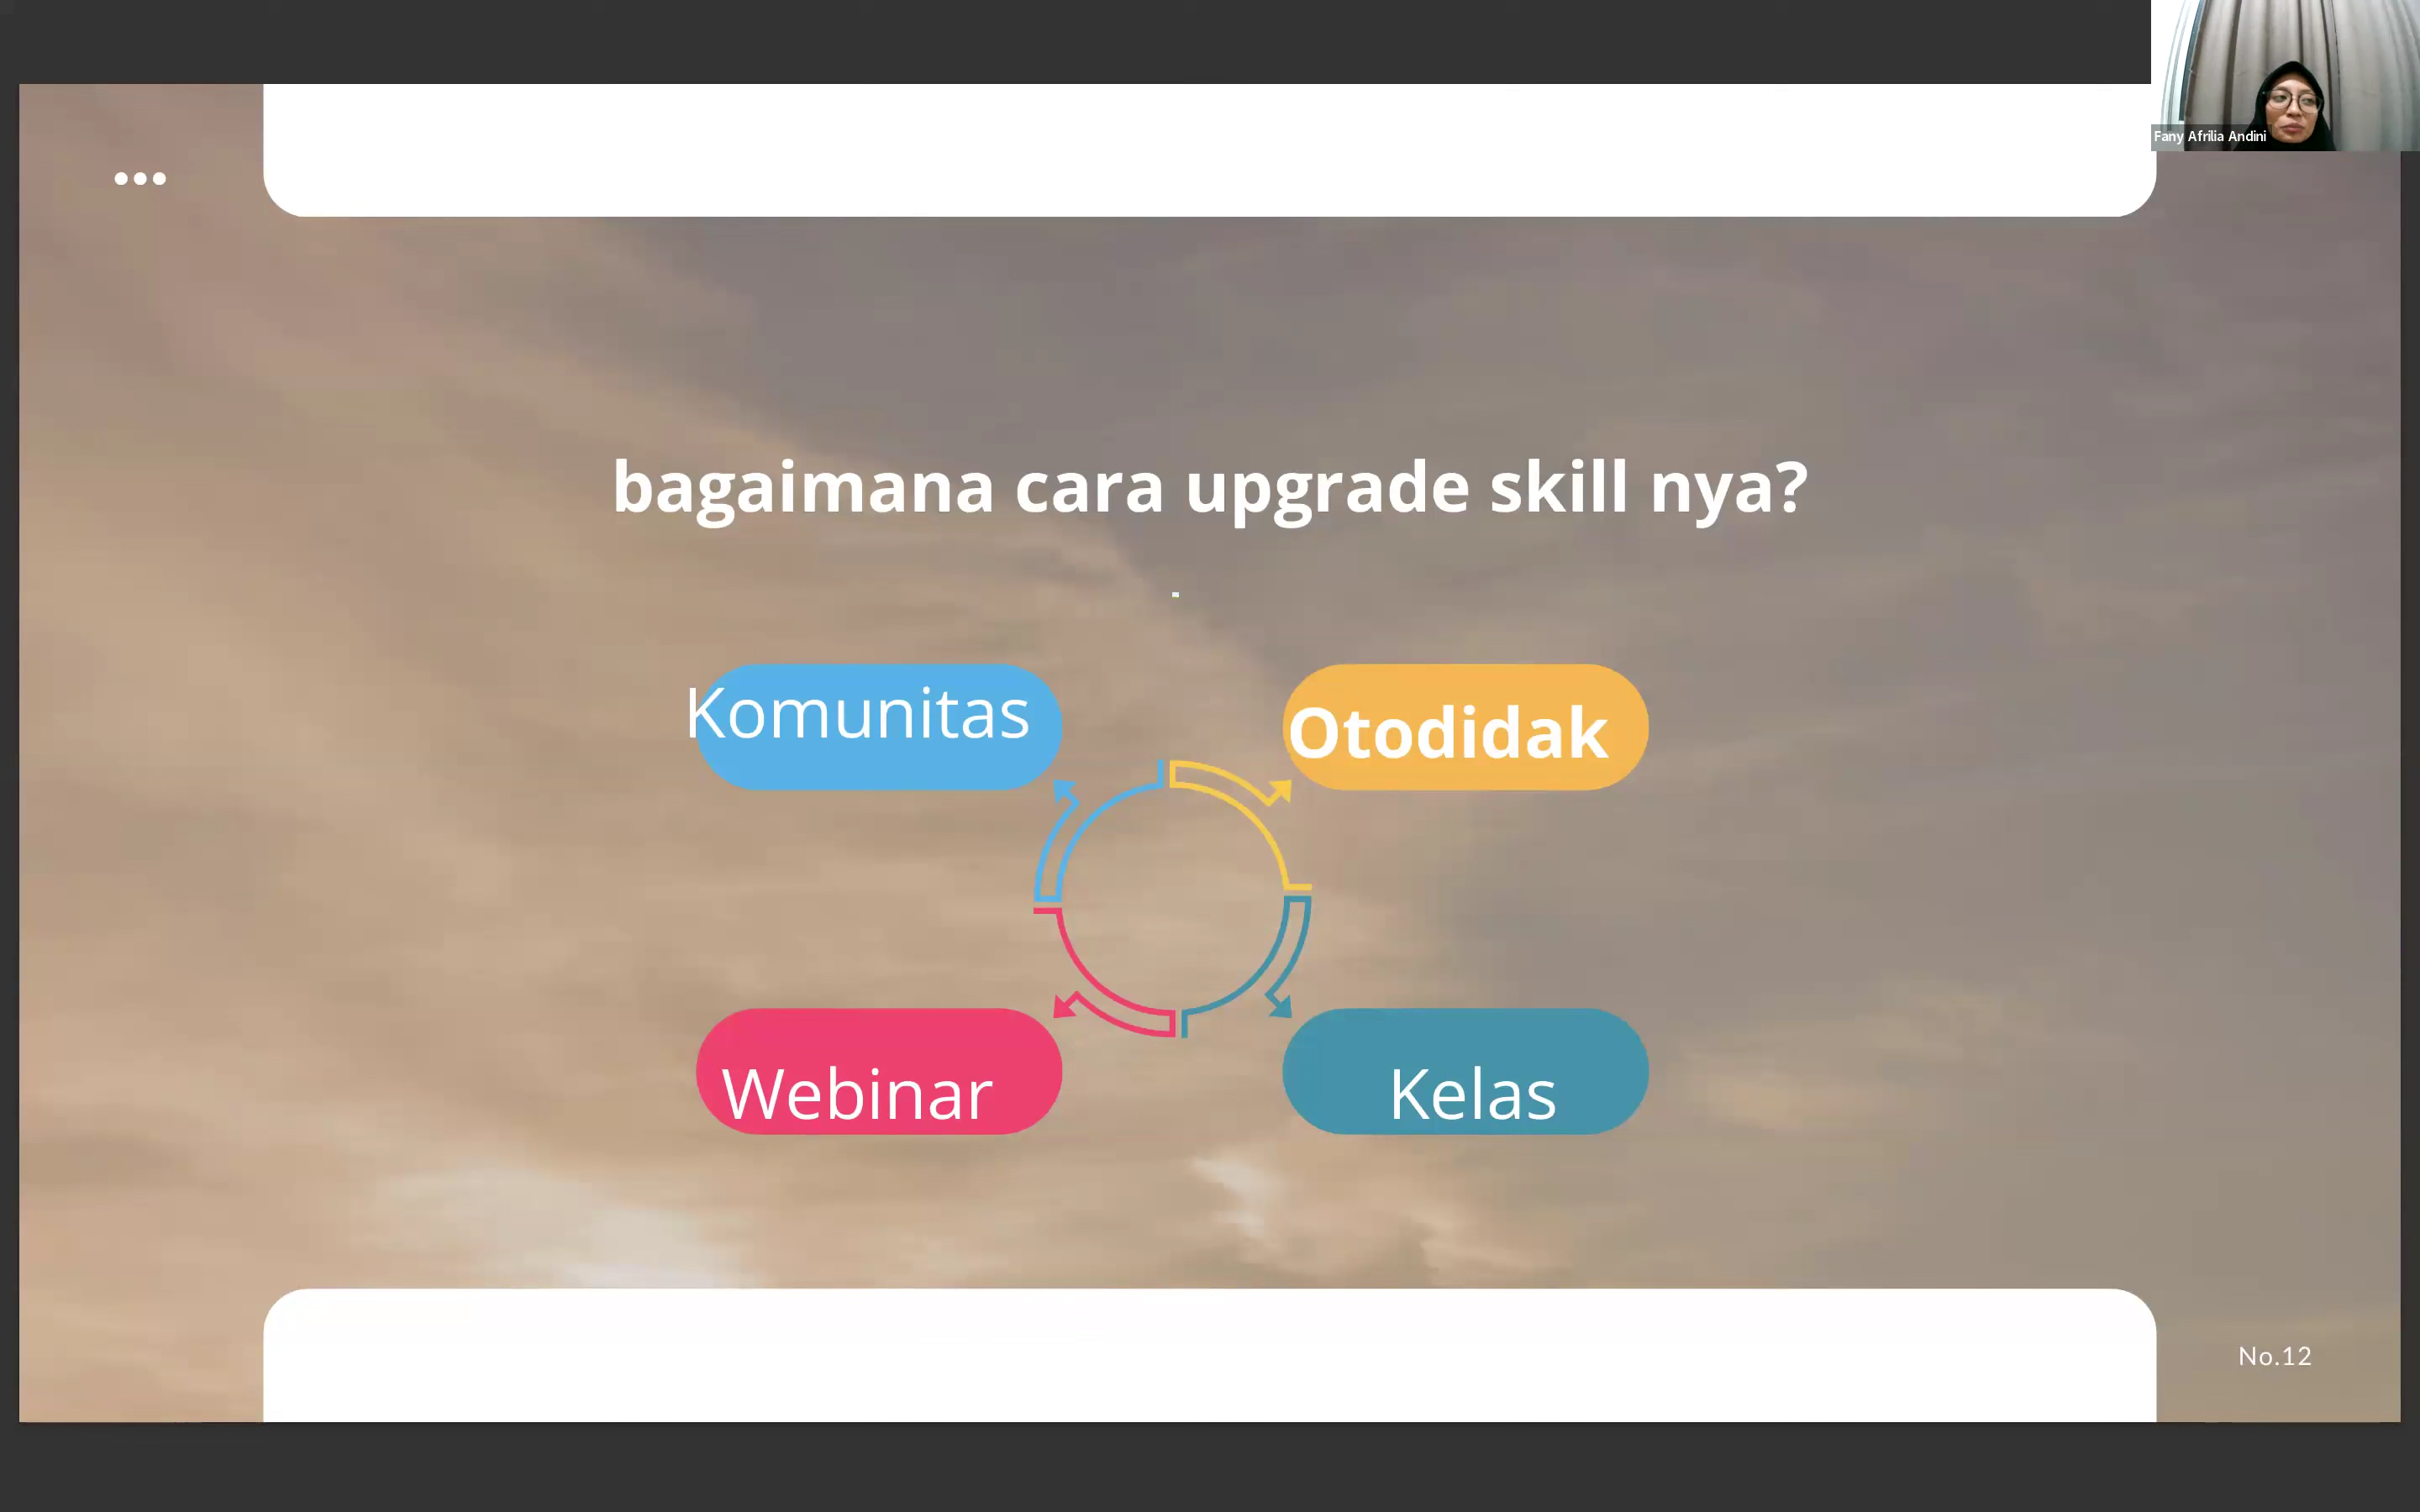 Fany Afrilia Andini
bagaimana cara upgrade skill nya?
.
Komunitas
Otodidak
Webinar
Kelas
No.12